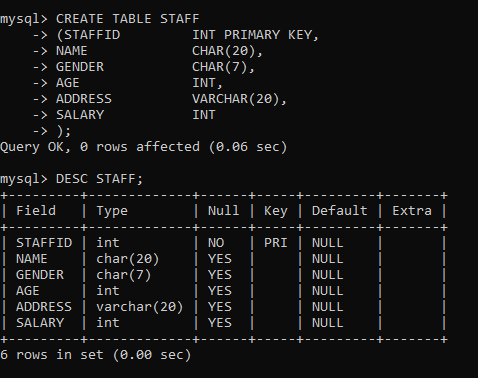 mysql> CREATE TABLE STAFF
    -> (STAFFID          INT PRIMARY KEY,
    -> NAME             CHAR(20),
    -> GENDER           CHAR(7),
    -> AGE              INT,
    -> ADDRESS          VARCHAR(20),
    -> SALARY           INT
    -> );
Query OK, 0 rows affected (0.06 sec)

mysql> DESC STAFF;
+---------+-------------+------+-----+---------+-------+
| Field   | Type        | Null | Key | Default | Extra |
+---------+-------------+------+-----+---------+-------+
| STAFFID | int         | NO   | PRI | NULL    |       |
| NAME    | char(20)    | YES  |     | NULL    |       |
| GENDER  | char(7)     | YES  |     | NULL    |       |
| AGE     | int         | YES  |     | NULL    |       |
| ADDRESS | varchar(20) | YES  |     | NULL    |       |
| SALARY  | int         | YES  |     | NULL    |       |
+---------+-------------+------+-----+---------+-------+
6 rows in set (0.00 sec)